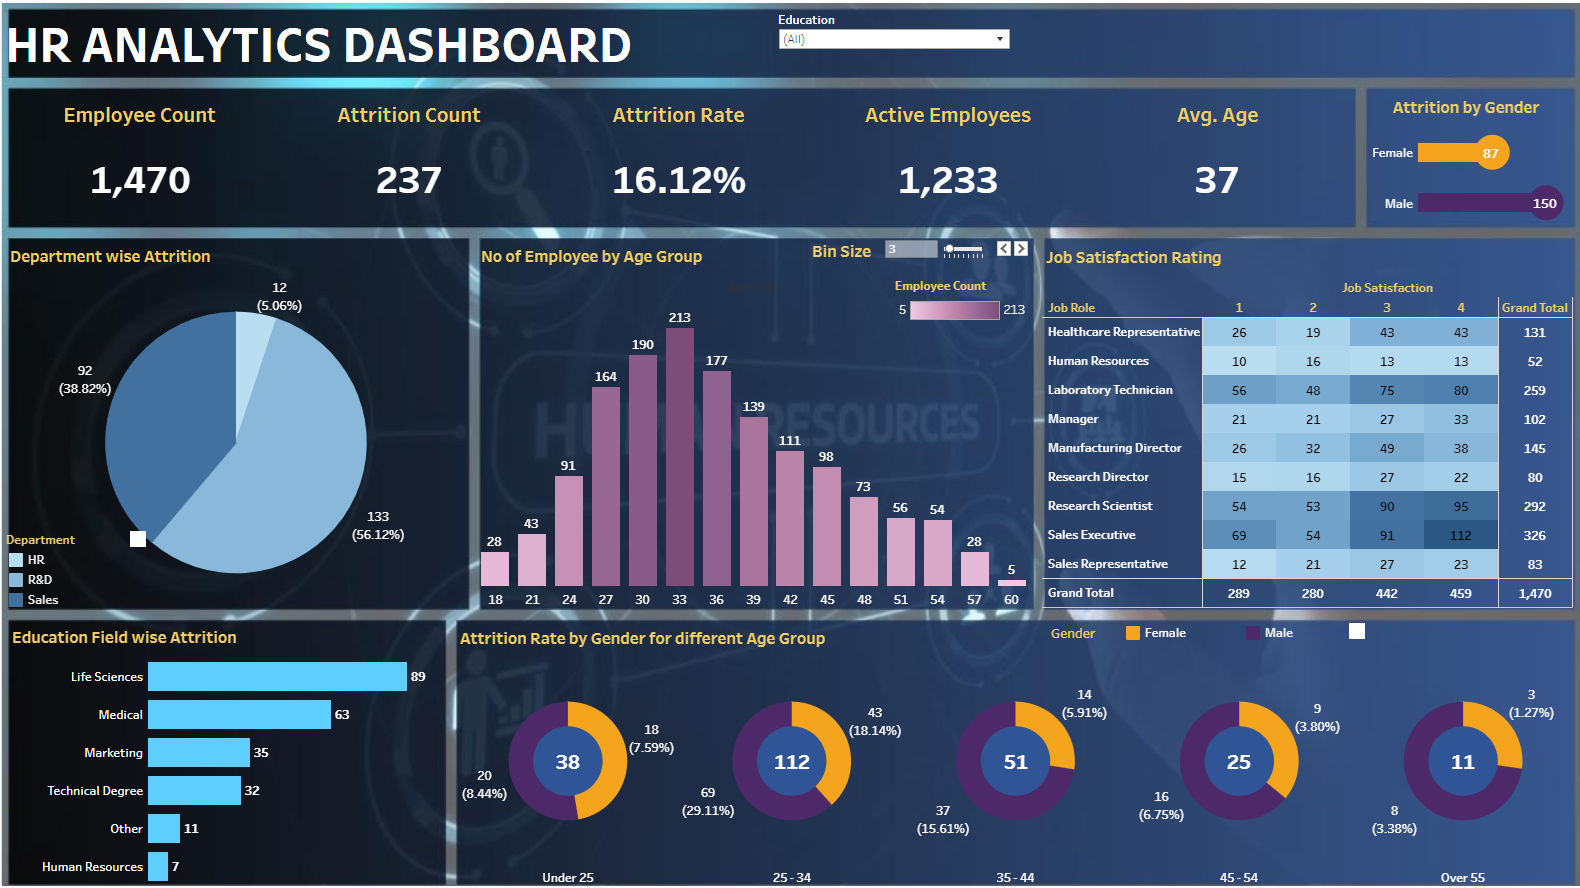 HR ANALYTICS DASHBOARD
Education
(All)
Employee Count
1,470
Attrition Count
237
Attrition Rate
16.12%
Active Employees
1,233
Avg. Age
37
Attrition by Gender
Female 87
Male 150
Department wise Attrition
12
(5.06%)
92
(38.82%)
133
(56.12%)
Department
HR
R&D
Sales
No of Employee by Age Group
Bin Size 3
Employee Count
5 213
28 43 91 164 190 213 177 139 111 98 73 56 54 28 5
18 21 24 27 30 33 36 39 42 45 48 51 54 57 60
HUMAN RESOURCES
Job Satisfaction Rating
Job Satisfaction
Job Role 1 2 3 4 Grand Total
Healthcare Representative 26 19 43 43 131
Human Resources 10 16 13 13 52
Laboratory Technician 56 48 75 80 259
Manager 21 21 27 33 102
Manufacturing Director 26 32 49 38 145
Research Director 15 16 27 22 80
Research Scientist 54 53 90 95 292
Sales Executive 69 54 91 112 326
Sales Representative 12 21 27 23 83
Grand Total 289 280 442 459 1,470
Education Field wise Attrition
Life Sciences 89
Medical 63
Marketing 35
Technical Degree 32
Other 11
Human Resources 7
Attrition Rate by Gender for different Age Group
Gender Female Male
38
18
(7.59%)
20
(8.44%)
Under 25
112
43
(18.14%)
69
(29.11%)
25 - 34
51
14
(5.91%)
37
(15.61%)
35 - 44
25
9
(3.80%)
16
(6.75%)
45 - 54
11
3
(1.27%)
8
(3.38%)
Over 55